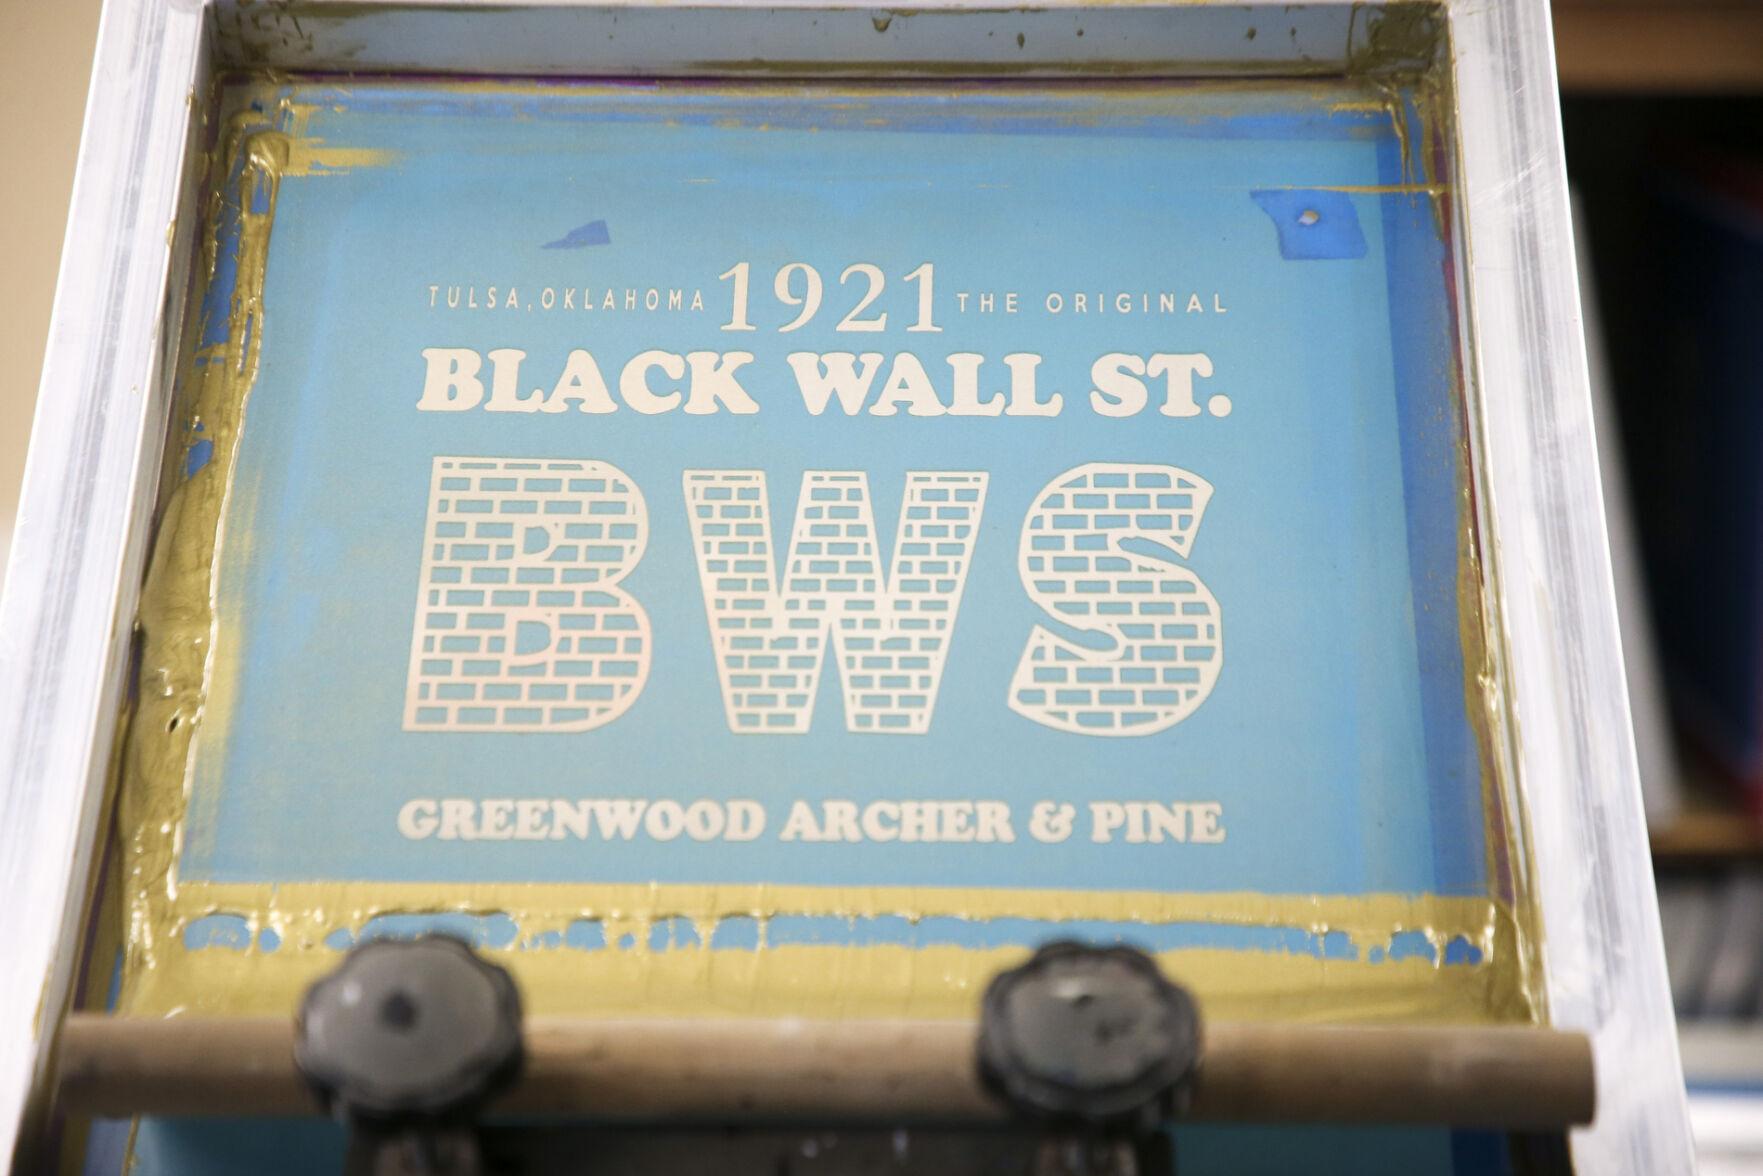 TULSA, OKLAHOMA 1921 THE ORIGINAL
BLACK WALL ST.
BWS
GREENWOOD ARCHER & PINE